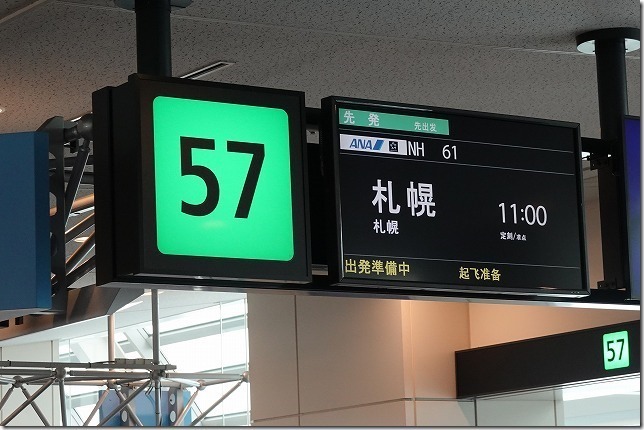 57
先発 先出发
ANA NH 61
札幌 11:00
札幌 定刻/准点
出発準備中 起飞准备
57